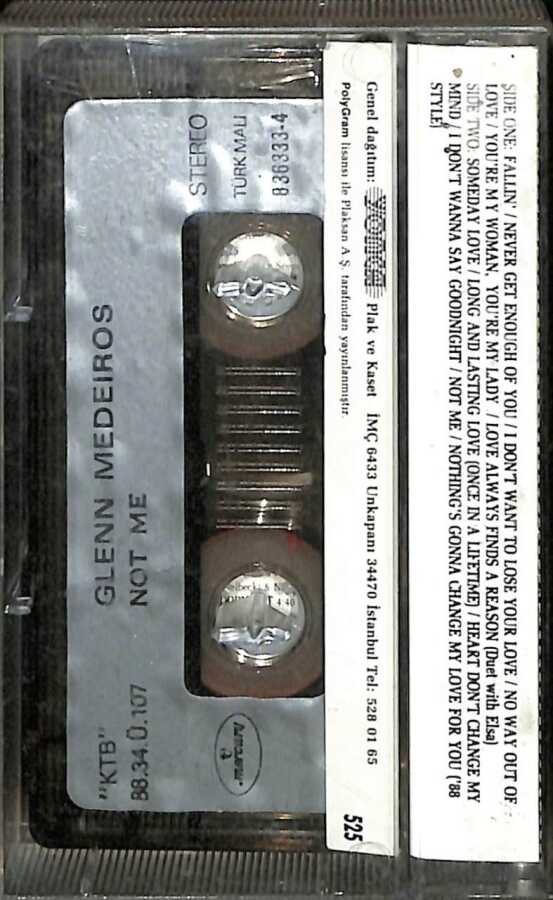 SIDE ONE: FALLIN' / NEVER GET ENOUGH OF YOU / I DON'T WANT TO LOSE YOUR LOVE / NO WAY OUT OF
LOVE / YOU'RE MY WOMAN, YOU'RE MY LADY / LOVE ALWAYS FINDS A REASON (Duet with Elsa)
SIDE TWO: SOMEDAY LOVE / LONG AND LASTING LOVE (ONCE IN A LIFETIME) / HEART DON'T CHANGE MY
MIND / I DON'T WANNA SAY GOODNIGHT / NOT ME / NOTHING'S GONNA CHANGE MY LOVE FOR YOU ('88
STYLE)
Genel dağıtım: Plak ve Kaset İMÇ 6433 Unkapanı 34470 İstanbul Tel: 528 01 65
PolyGram lisansı ile Plaksan A.Ş. tarafından yayınlanmıştır.
525
STEREO
TÜRK MALI
836333-4
GLENN MEDEIROS
NOT ME
"KTB"
88.34.Ü.107
4:40